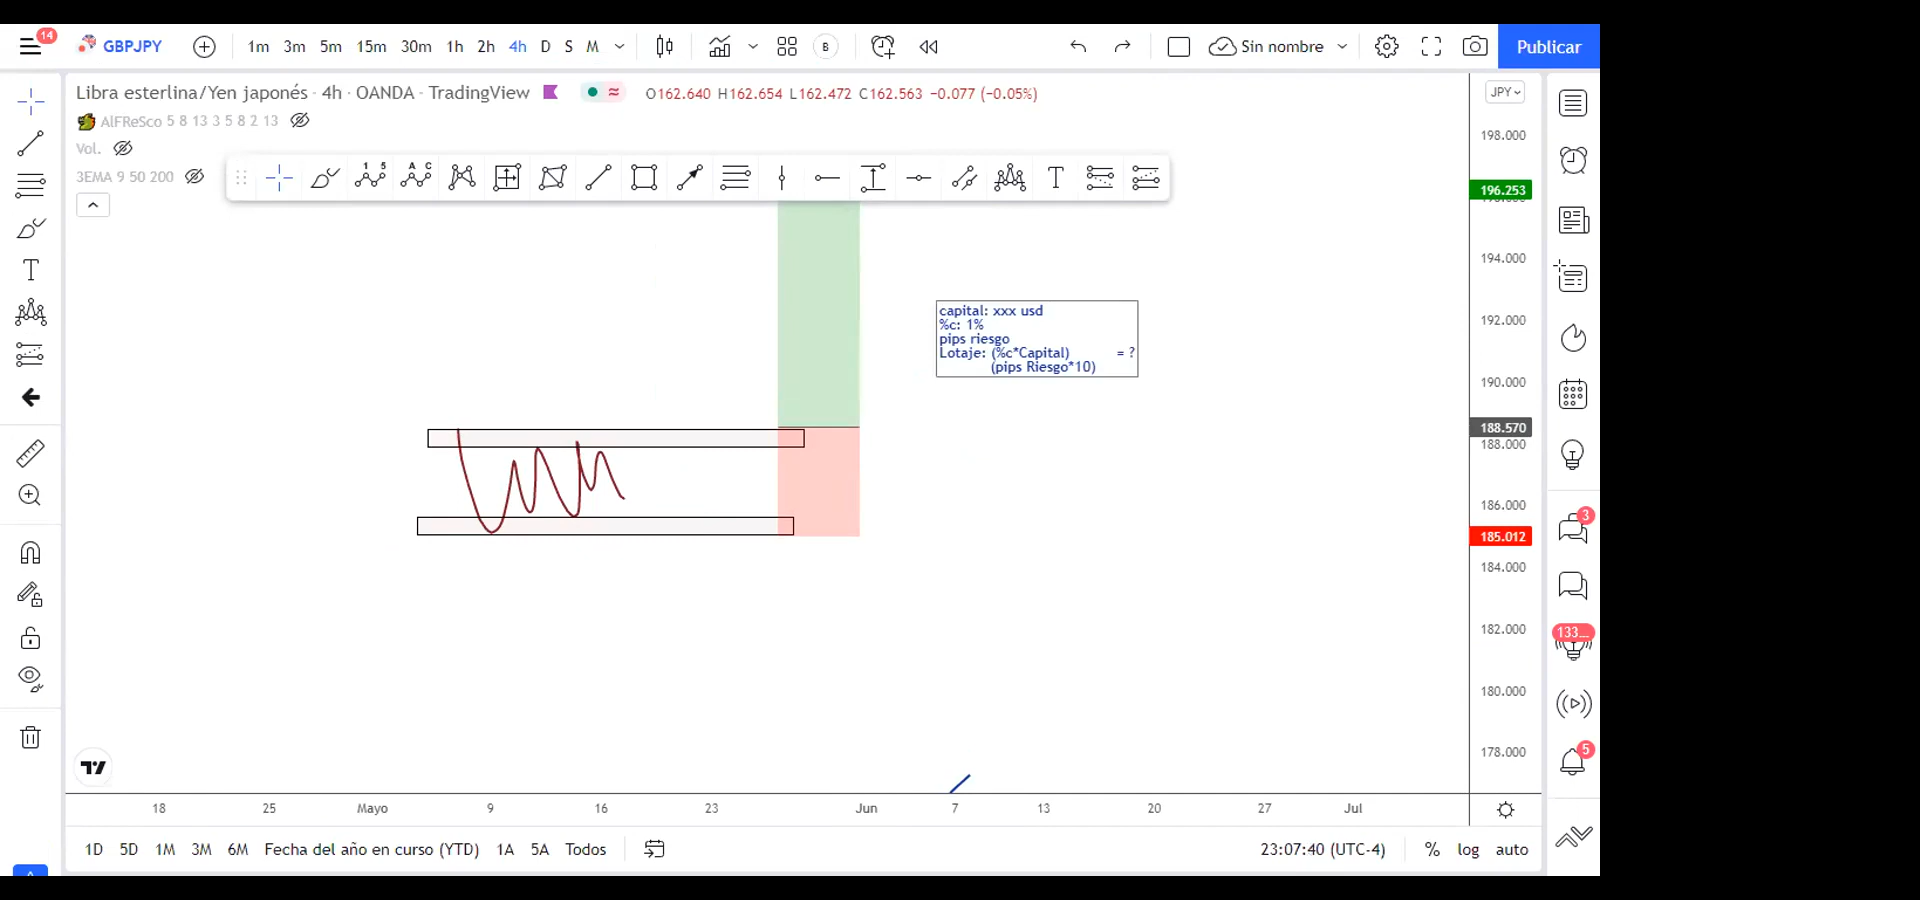 14
GBPJPY
1m 3m 5m 15m 30m 1h 2h 4h D S M
B
Sin nombre
Publicar
Libra esterlina/Yen japonés · 4h · OANDA · TradingView
O162.640 H162.654 L162.472 C162.563 −0.077 (−0.05%)
JPY
AlFReSco 5 8 13 3 5 8 2 13
Vol.
3EMA 9 50 200
1 5
A C
T
T
198.000
196.253
194.000
192.000
190.000
188.570
188.000
186.000
185.012
184.000
182.000
180.000
178.000
capital: xxx usd
%c: 1%
pips riesgo
Lotaje: (%c*Capital) = ?
(pips Riesgo*10)
3
133...
5
18 25 Mayo 9 16 23 Jun 7 13 20 27 Jul
1D 5D 1M 3M 6M Fecha del año en curso (YTD) 1A 5A Todos
23:07:40 (UTC-4) % log auto